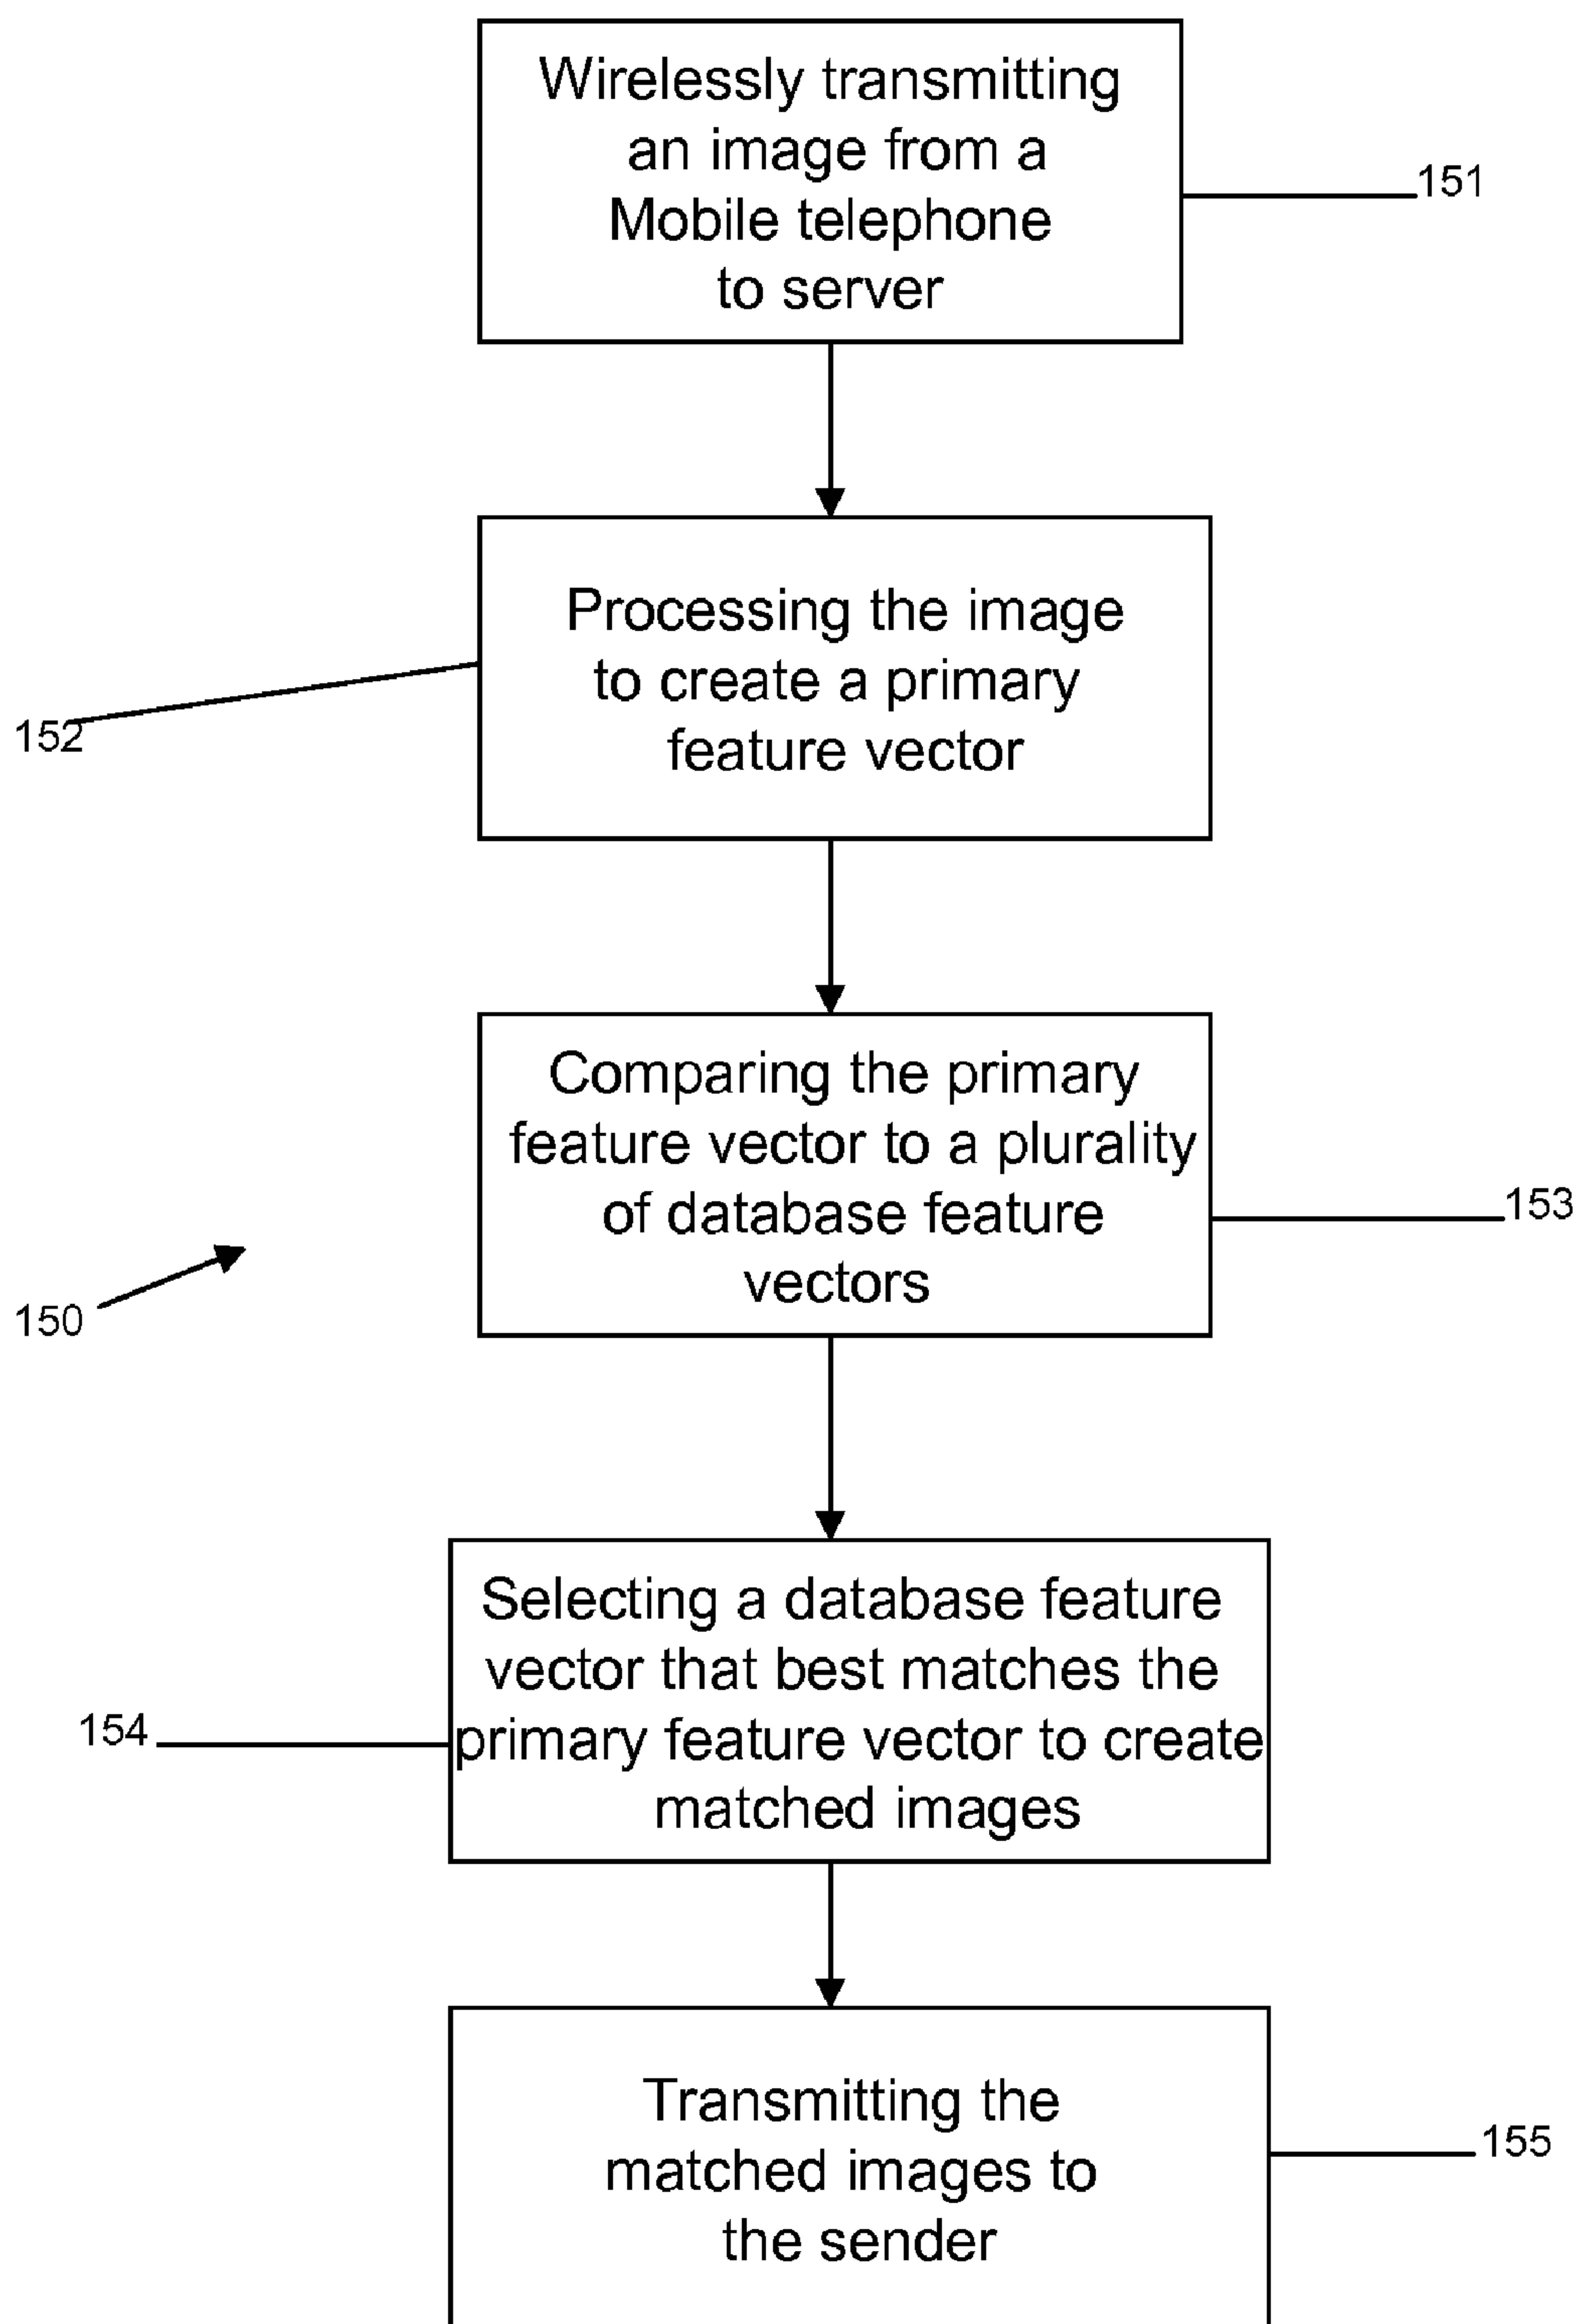 Wirelessly transmitting
an image from a
Mobile telephone
to server
151
Processing the image
to create a primary
feature vector
152
Comparing the primary
feature vector to a plurality
of database feature
vectors
153
150
Selecting a database feature
vector that best matches the
primary feature vector to create
matched images
154
Transmitting the
matched images to
the sender
155